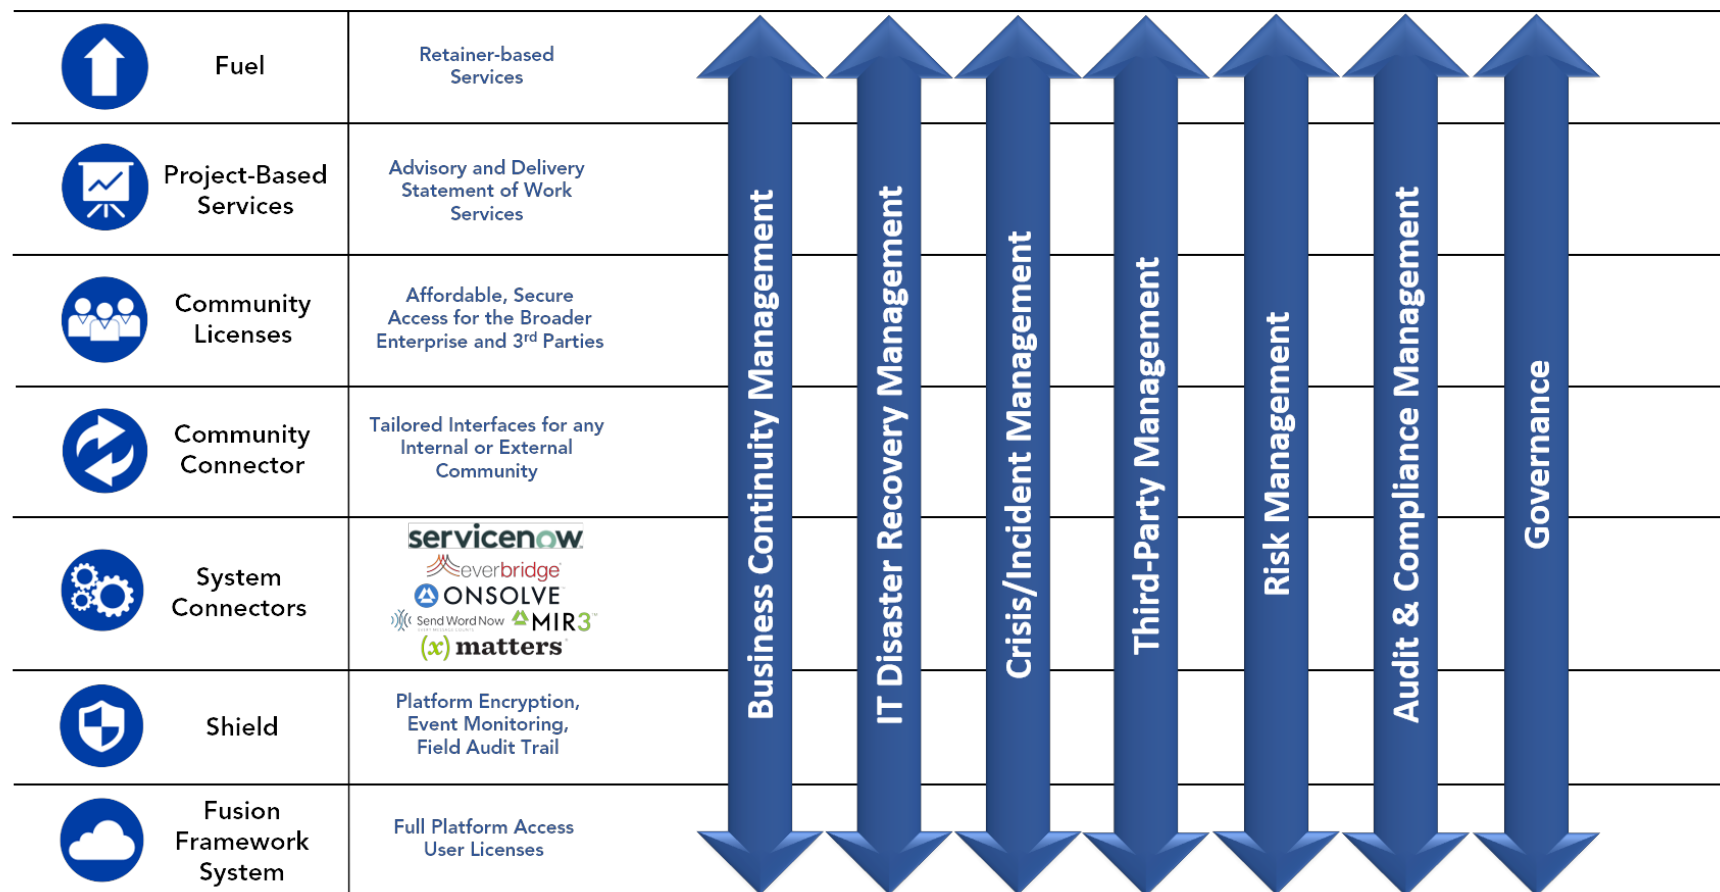 Fuel
Retainer-based
Services
Project-Based
Services
Advisory and Delivery
Statement of Work
Services
Community
Licenses
Affordable, Secure
Access for the Broader
Enterprise and 3rd Parties
Community
Connector
Tailored Interfaces for any
Internal or External
Community
System
Connectors
servicenow
everbridge
ONSOLVE
Send Word Now
MIR3
(x) matters
Shield
Platform Encryption,
Event Monitoring,
Field Audit Trail
Fusion
Framework
System
Full Platform Access
User Licenses
Business Continuity Management
IT Disaster Recovery Management
Crisis/Incident Management
Third-Party Management
Risk Management
Audit & Compliance Management
Governance